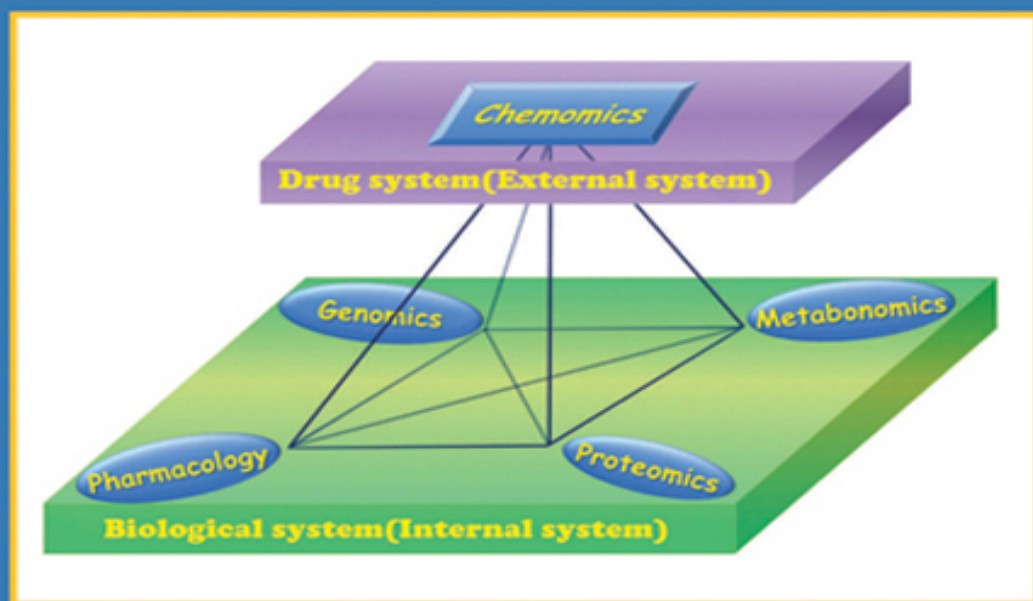 Chemomics
Drug system(External system)
Genomics
Metabonomics
Pharmacology
Proteomics
Biological system(Internal system)